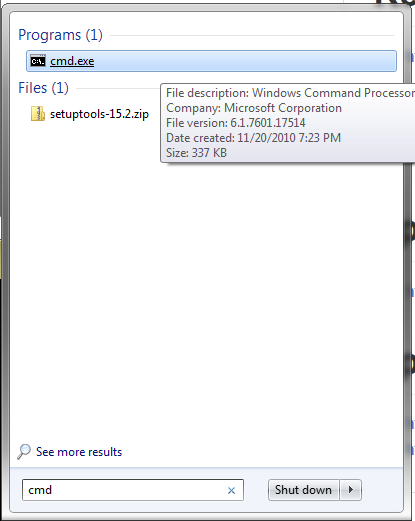 Programs (1)
cmd.exe
Files (1)
setuptools-15.2.zip
File description: Windows Command Processor
Company: Microsoft Corporation
File version: 6.1.7601.17514
Date created: 11/20/2010 7:23 PM
Size: 337 KB
See more results
cmd
Shut down